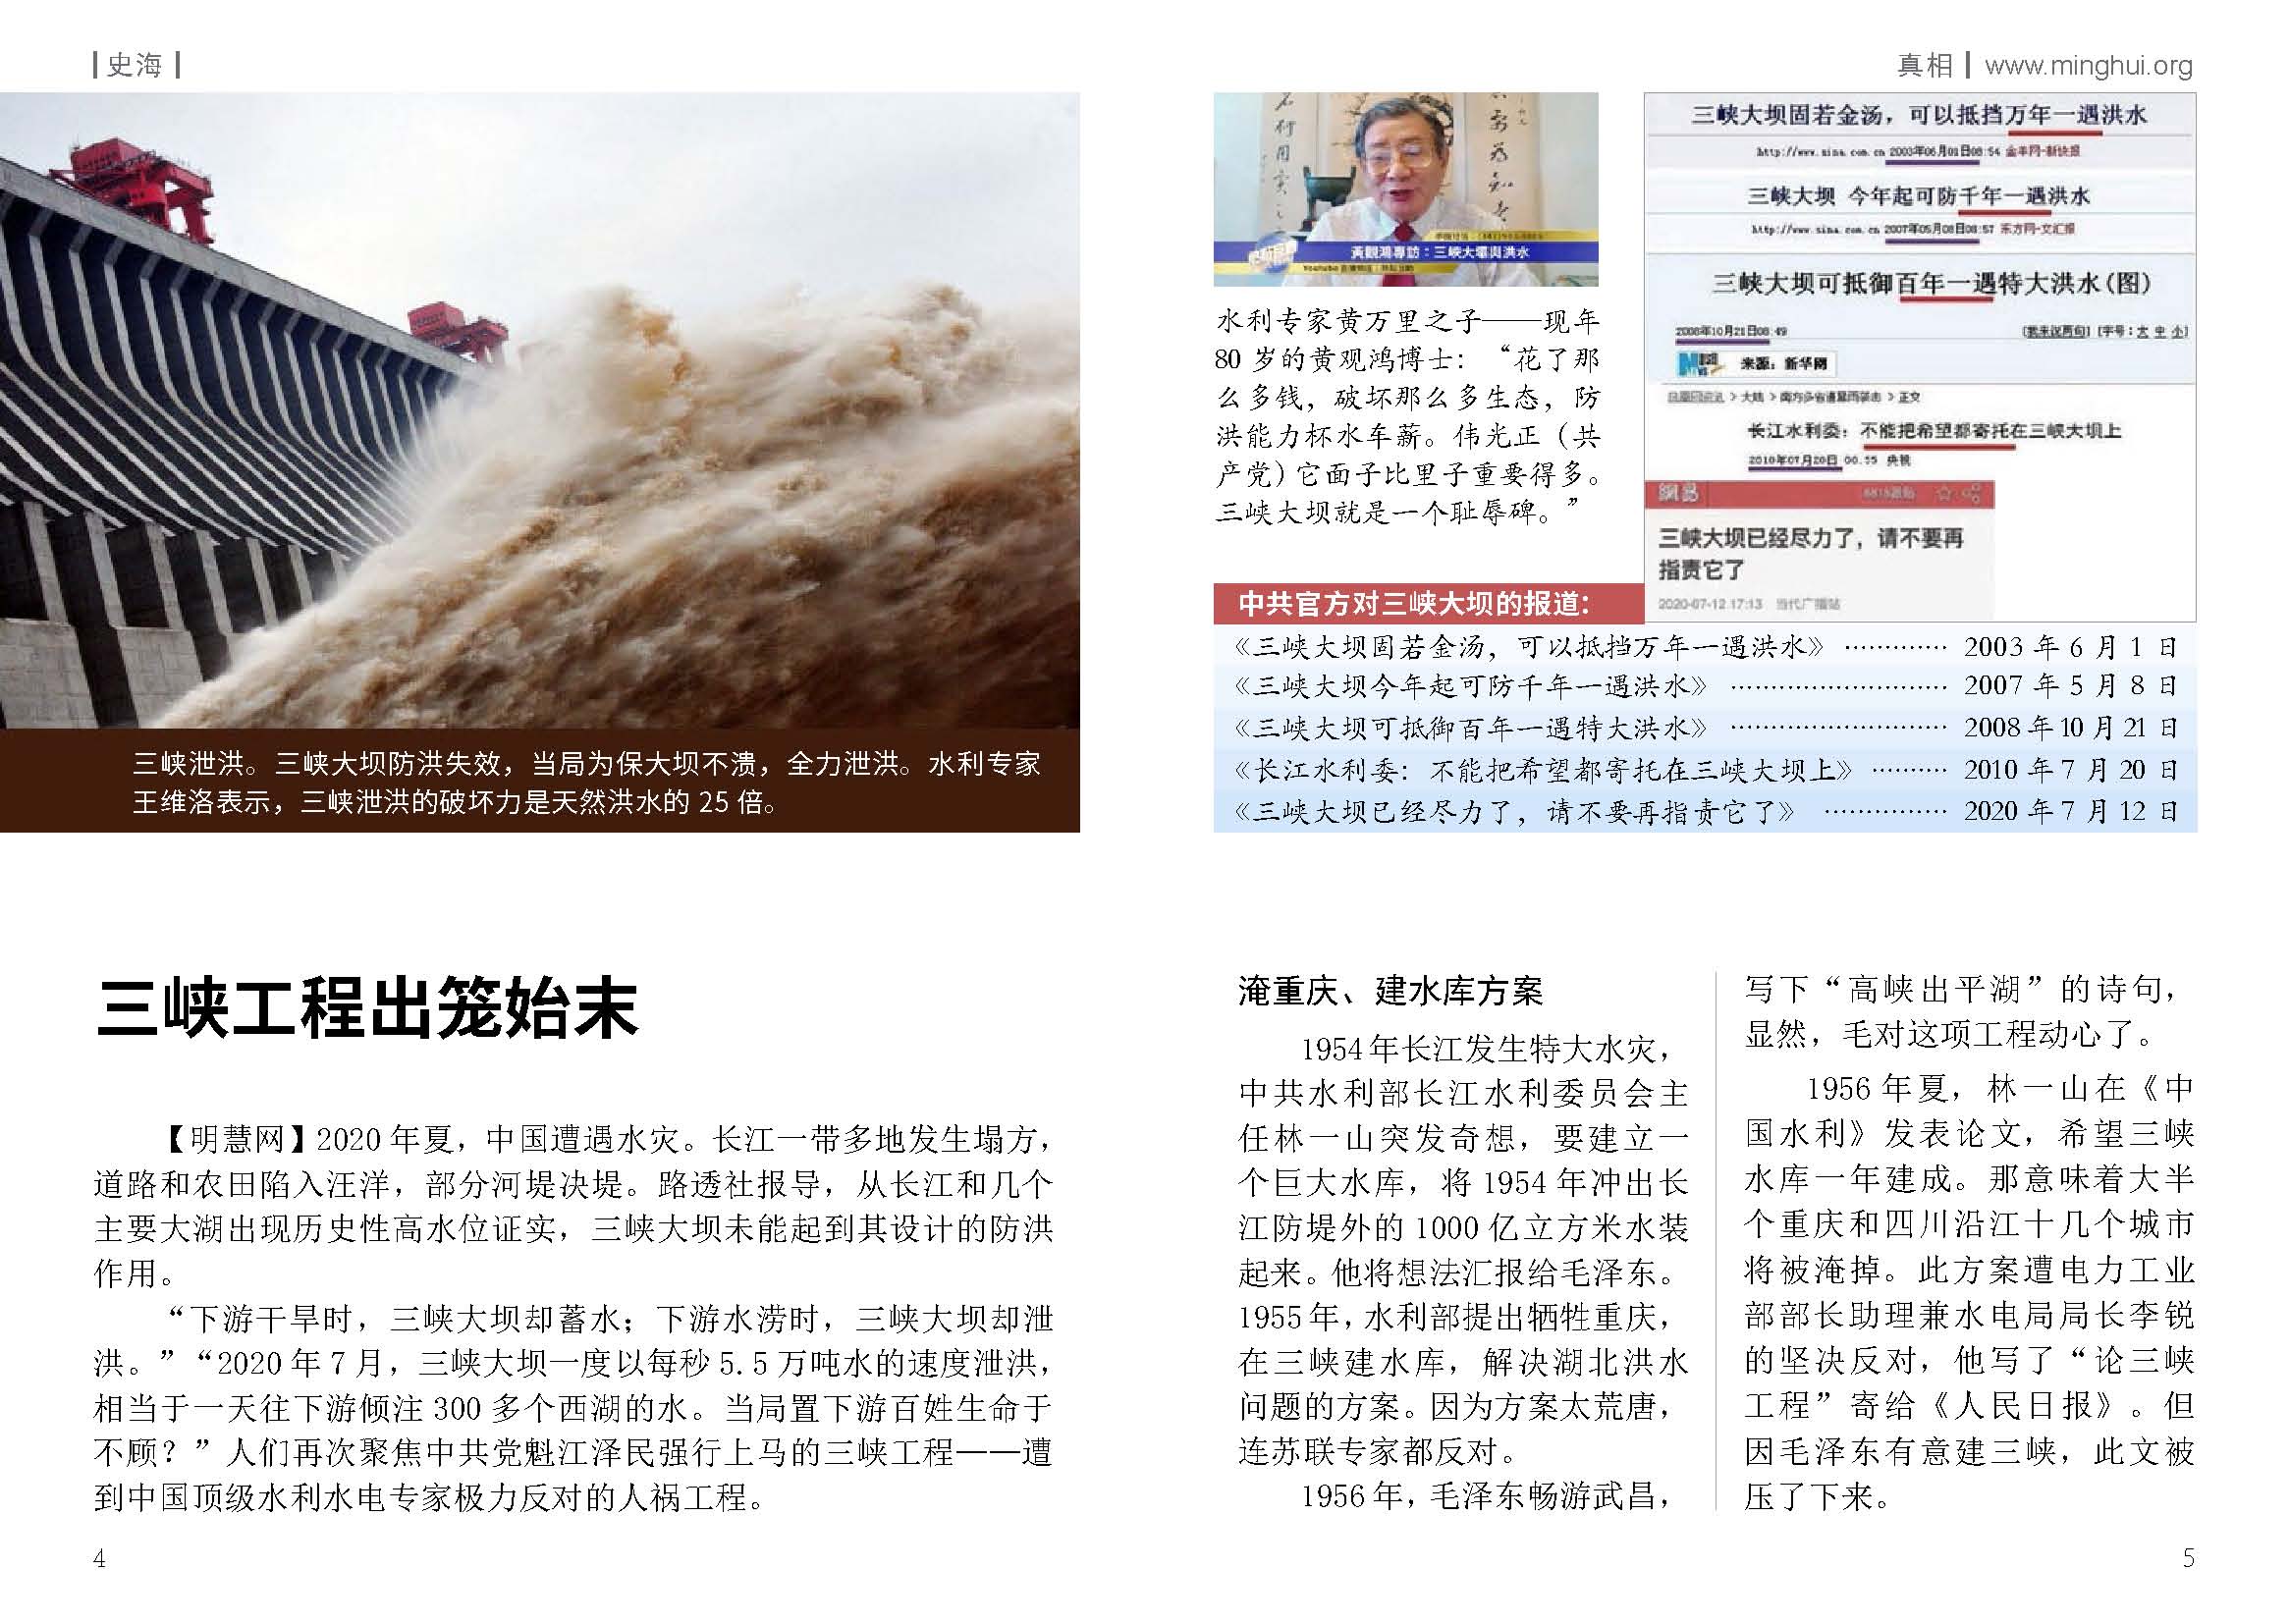 史海
三峡泄洪。三峡大坝防洪失效，当局为保大坝不溃，全力泄洪。水利专家
王维洛表示，三峡泄洪的破坏力是天然洪水的 25 倍。
三峡工程出笼始末
【明慧网】2020 年夏，中国遭遇水灾。长江一带多地发生塌方，
道路和农田陷入汪洋，部分河堤决堤。路透社报导，从长江和几个
主要大湖出现历史性高水位证实，三峡大坝未能起到其设计的防洪
作用。
“下游干旱时，三峡大坝却蓄水；下游水涝时，三峡大坝却泄
洪。”“2020 年 7 月，三峡大坝一度以每秒 5.5 万吨水的速度泄洪，
相当于一天往下游倾注 300 多个西湖的水。当局置下游百姓生命于
不顾？”人们再次聚焦中共党魁江泽民强行上马的三峡工程——遭
到中国顶级水利水电专家极力反对的人祸工程。
4
真相 www.minghui.org
黃觀鴻專訪：三峽大壩與洪水
水利专家黄万里之子——现年
80 岁的黄观鸿博士：“花了那
么多钱，破坏那么多生态，防
洪能力杯水车薪。伟光正（共
产党）它面子比里子重要得多。
三峡大坝就是一个耻辱碑。”
三峡大坝固若金汤，可以抵挡万年一遇洪水
http://www.sina.com.cn 2003年06月01日08:54 金羊网-新快报
三峡大坝 今年起可防千年一遇洪水
http://www.sina.com.cn 2007年05月08日08:57 东方网-文汇报
三峡大坝可抵御百年一遇特大洪水(图)
2008年10月21日08:49 [我来说两句] [字号：大 中 小]
来源：新华网
> 大陆 > 南方多省遭暴雨袭击 > 正文
长江水利委：不能把希望都寄托在三峡大坝上
2010年07月20日 00:55 央视
網易
三峡大坝已经尽力了，请不要再
指责它了
2020-07-12 17:13 当代广播站
中共官方对三峡大坝的报道：
《三峡大坝固若金汤，可以抵挡万年一遇洪水》 ············· 2003 年 6 月 1 日
《三峡大坝今年起可防千年一遇洪水》 ··························· 2007 年 5 月 8 日
《三峡大坝可抵御百年一遇特大洪水》 ··························· 2008 年 10 月 21 日
《长江水利委：不能把希望都寄托在三峡大坝上》 ·········· 2010 年 7 月 20 日
《三峡大坝已经尽力了，请不要再指责它了》 ··············· 2020 年 7 月 12 日
淹重庆、建水库方案
1954 年长江发生特大水灾，
中共水利部长江水利委员会主
任林一山突发奇想，要建立一
个巨大水库，将 1954 年冲出长
江防堤外的 1000 亿立方米水装
起来。他将想法汇报给毛泽东。
1955 年，水利部提出牺牲重庆，
在三峡建水库，解决湖北洪水
问题的方案。因为方案太荒唐，
连苏联专家都反对。
1956 年，毛泽东畅游武昌，
写下“高峡出平湖”的诗句，
显然，毛对这项工程动心了。
1956 年夏，林一山在《中
国水利》发表论文，希望三峡
水库一年建成。那意味着大半
个重庆和四川沿江十几个城市
将被淹掉。此方案遭电力工业
部部长助理兼水电局局长李锐
的坚决反对，他写了“论三峡
工程”寄给《人民日报》。但
因毛泽东有意建三峡，此文被
压了下来。
5